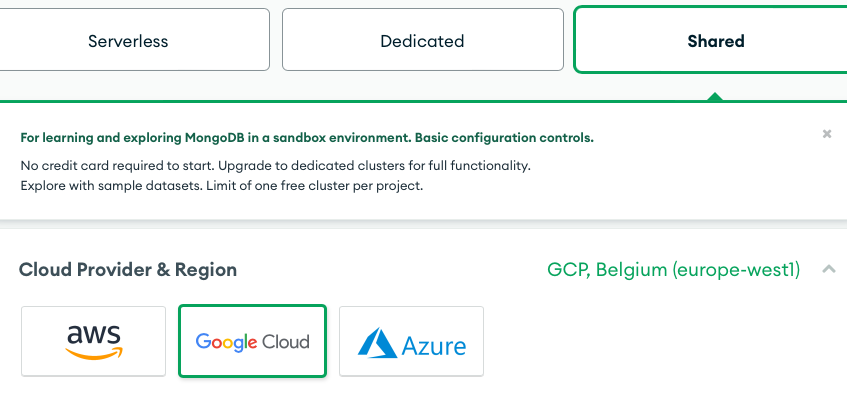 Serverless
Dedicated
Shared
For learning and exploring MongoDB in a sandbox environment. Basic configuration controls.
No credit card required to start. Upgrade to dedicated clusters for full functionality.
Explore with sample datasets. Limit of one free cluster per project.
Cloud Provider & Region
GCP, Belgium (europe-west1)
aws
Google Cloud
Azure